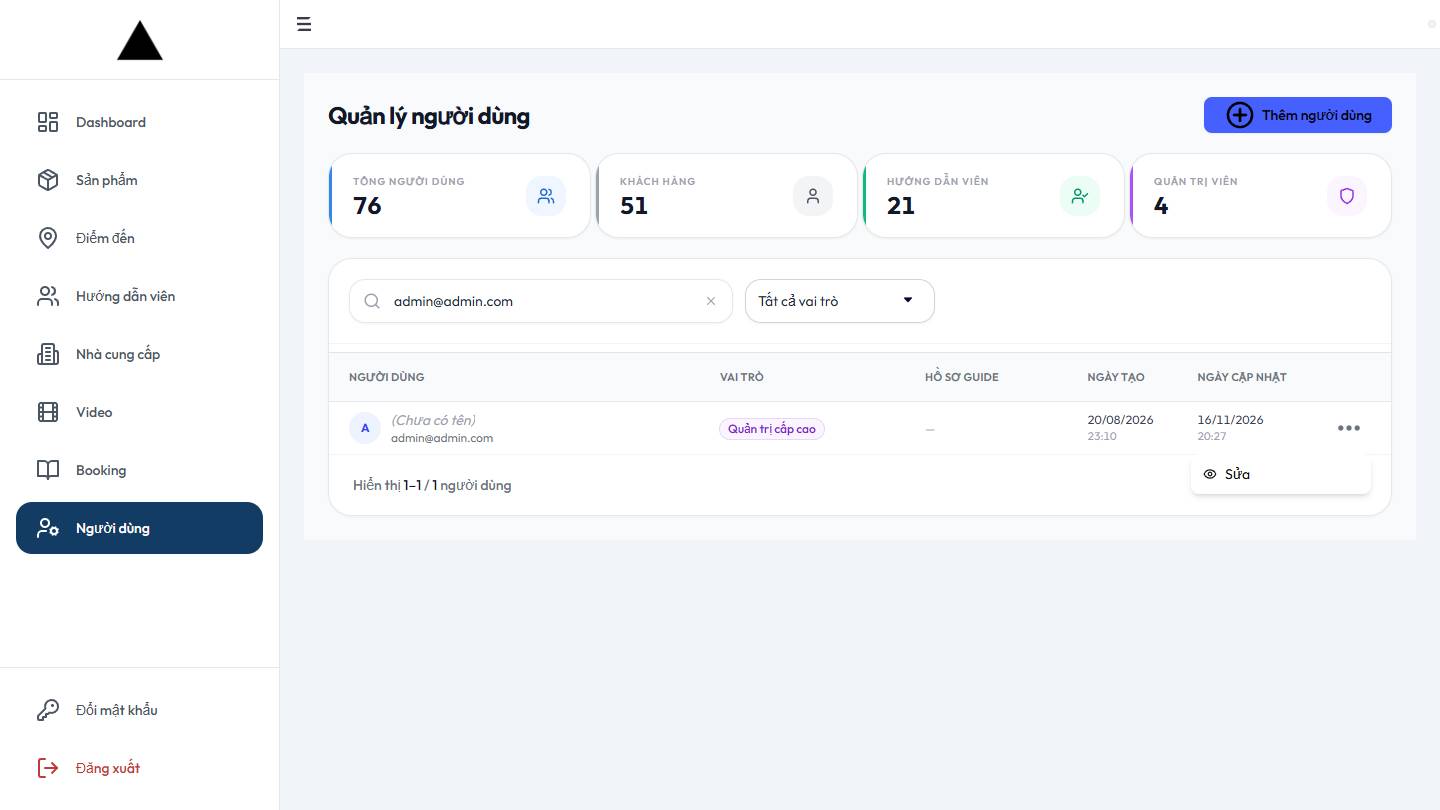 Dashboard
Sản phẩm
Điểm đến
Hướng dẫn viên
Nhà cung cấp
Video
Booking
Người dùng
Đổi mật khẩu
Đăng xuất
Quản lý người dùng
Thêm người dùng
TỔNG NGƯỜI DÙNG
76
KHÁCH HÀNG
51
HƯỚNG DẪN VIÊN
21
QUẢN TRỊ VIÊN
4
admin@admin.com
Tất cả vai trò
NGƯỜI DÙNG VAI TRÒ HỒ SƠ GUIDE NGÀY TẠO NGÀY CẬP NHẬT
A
(Chưa có tên)
admin@admin.com
Quản trị cấp cao
—
20/08/2026
23:10
16/11/2026
20:27
Sửa
Hiển thị 1–1 / 1 người dùng